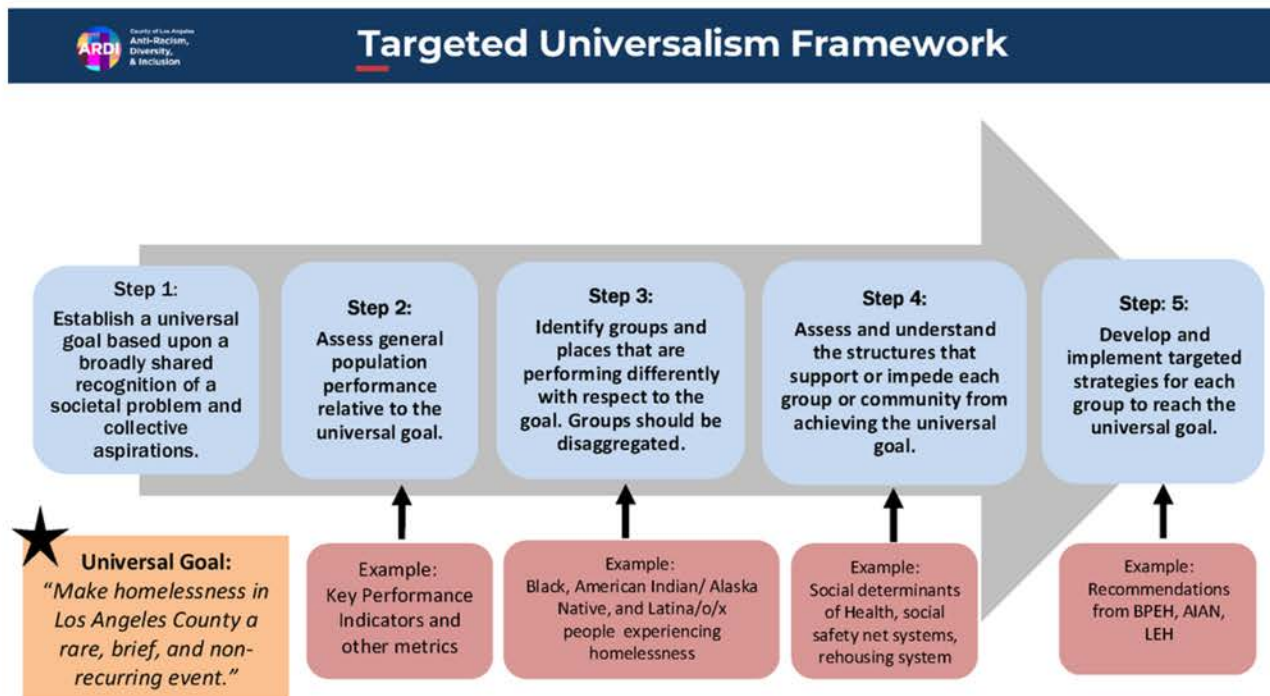 ARDI
County of Los Angeles
Anti-Racism,
Diversity,
& Inclusion
Targeted Universalism Framework
Step 1:
Establish a universal
goal based upon a
broadly shared
recognition of a
societal problem and
collective
aspirations.
Step 2:
Assess general
population
performance
relative to the
universal goal.
Step 3:
Identify groups and
places that are
performing differently
with respect to the
goal. Groups should be
disaggregated.
Step 4:
Assess and understand
the structures that
support or impede each
group or community from
achieving the universal
goal.
Step: 5:
Develop and
implement targeted
strategies for each
group to reach the
universal goal.
Universal Goal:
“Make homelessness in
Los Angeles County a
rare, brief, and non-
recurring event.”
Example:
Key Performance
Indicators and
other metrics
Example:
Black, American Indian/ Alaska
Native, and Latina/o/x
people experiencing
homelessness
Example:
Social determinants
of Health, social
safety net systems,
rehousing system
Example:
Recommendations
from BPEH, AIAN,
LEH